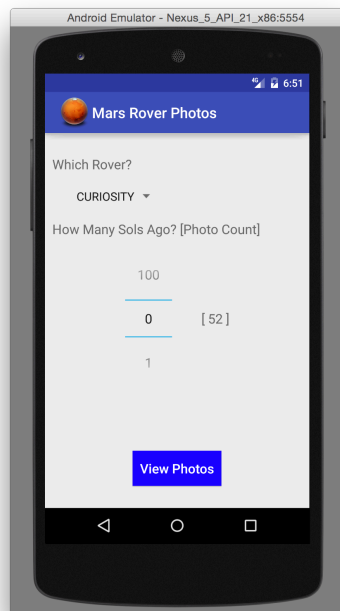 Android Emulator - Nexus_5_API_21_x86:5554
4G 6:51
Mars Rover Photos
Which Rover?
CURIOSITY
How Many Sols Ago? [Photo Count]
100
0 [ 52 ]
1
View Photos